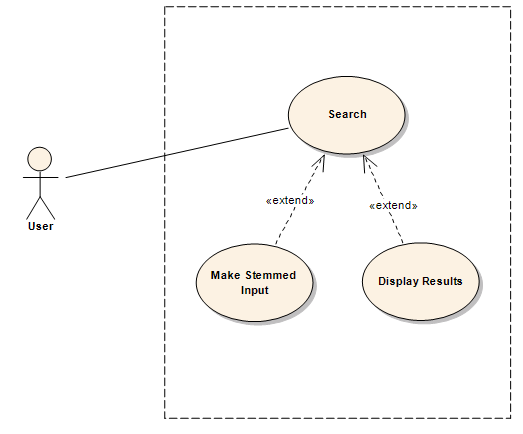 Search
User
«extend»
«extend»
Make Stemmed
Input
Display Results